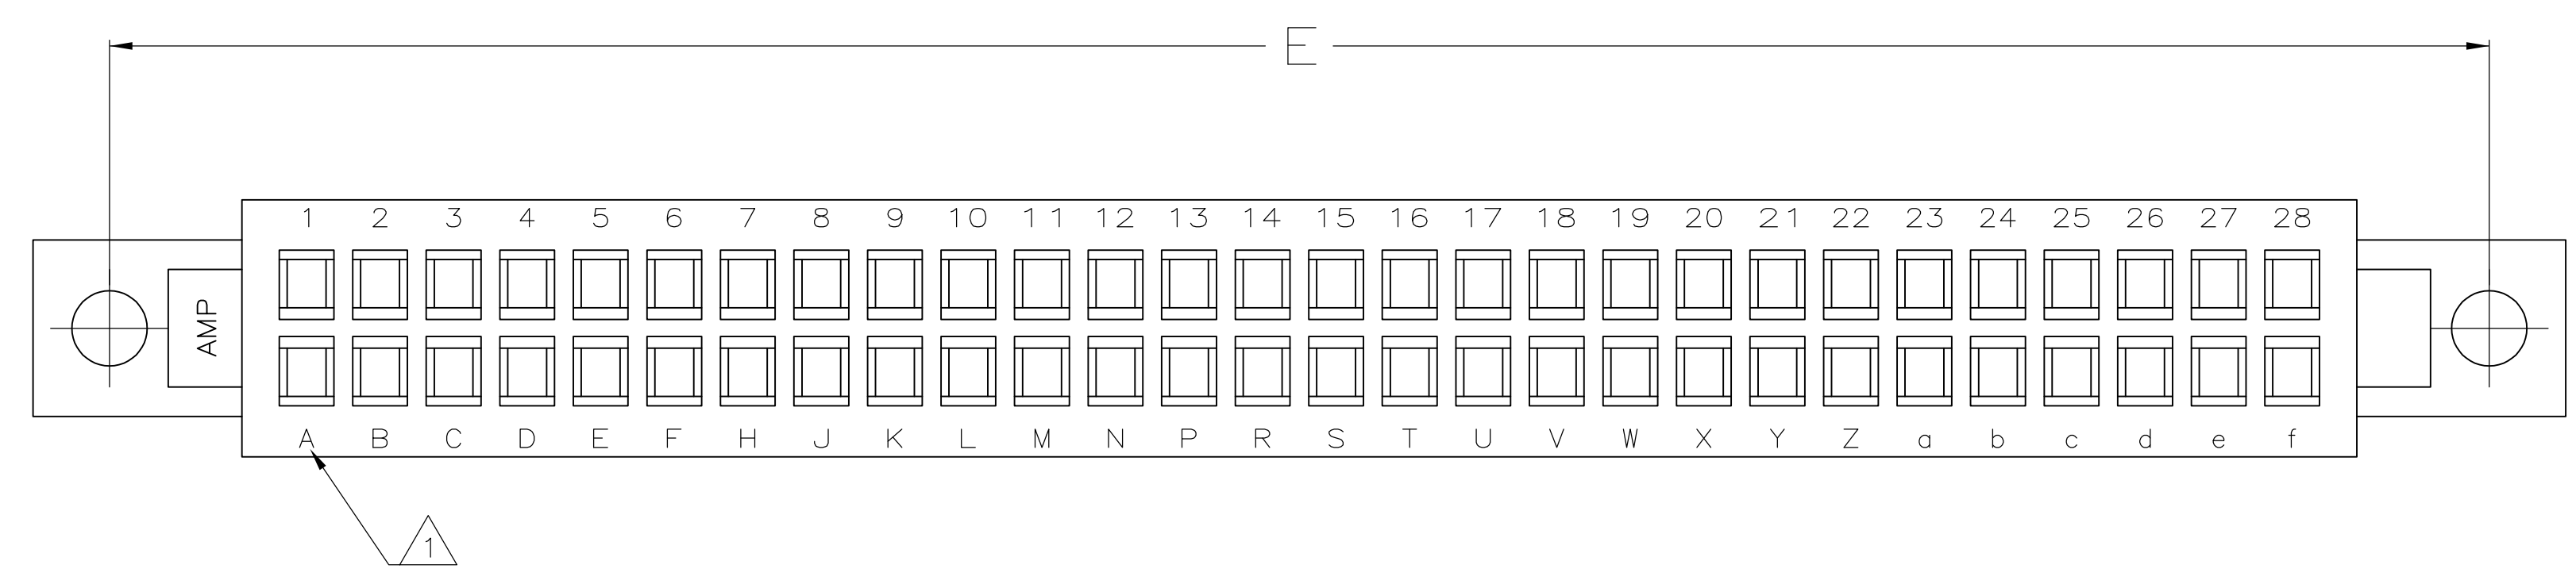 E
1 2 3 4 5 6 7 8 9 10 11 12 13 14 15 16 17 18 19 20 21 22 23 24 25 26 27 28
AMP
A B C D E F H J K L M N P R S T U V W X Y Z a b c d e f
1